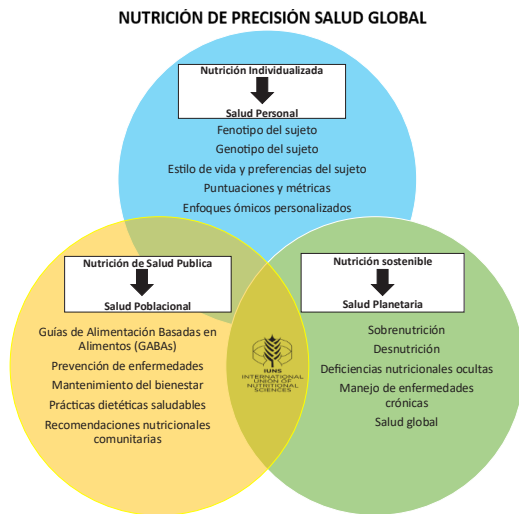 NUTRICIÓN DE PRECISIÓN SALUD GLOBAL
Nutrición Individualizada
Salud Personal
Fenotipo del sujeto
Genotipo del sujeto
Estilo de vida y preferencias del sujeto
Puntuaciones y métricas
Enfoques ómicos personalizados
Nutrición de Salud Publica
Salud Poblacional
Guías de Alimentación Basadas en
Alimentos (GABAs)
Prevención de enfermedades
Mantenimiento del bienestar
Prácticas dietéticas saludables
Recomendaciones nutricionales
comunitarias
Nutrición sostenible
Salud Planetaria
Sobrenutrición
Desnutrición
Deficiencias nutricionales ocultas
Manejo de enfermedades
crónicas
Salud global
IUNS
INTERNATIONAL
UNION OF
NUTRITIONAL
SCIENCES